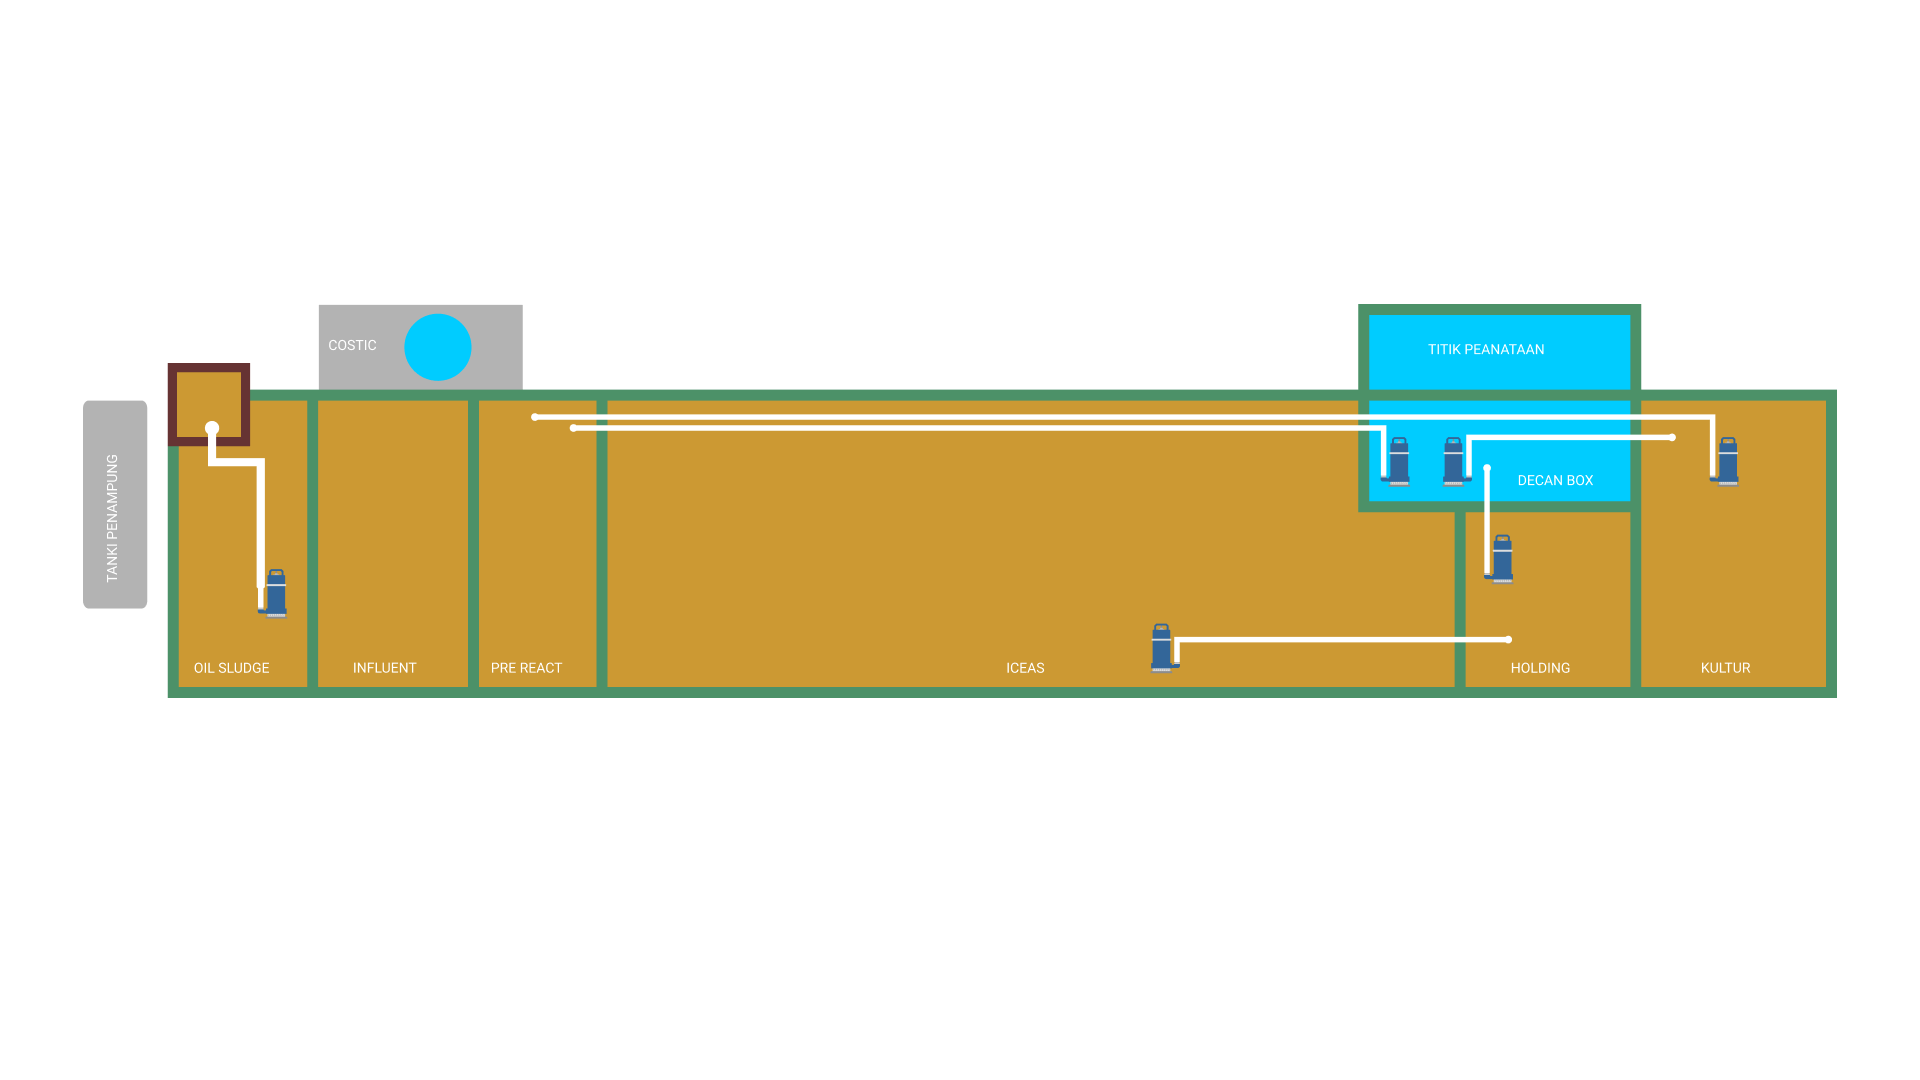 COSTIC
TITIK PEANATAAN
TANKI PENAMPUNG
DECAN BOX
OIL SLUDGE
INFLUENT
PRE REACT
ICEAS
HOLDING
KULTUR